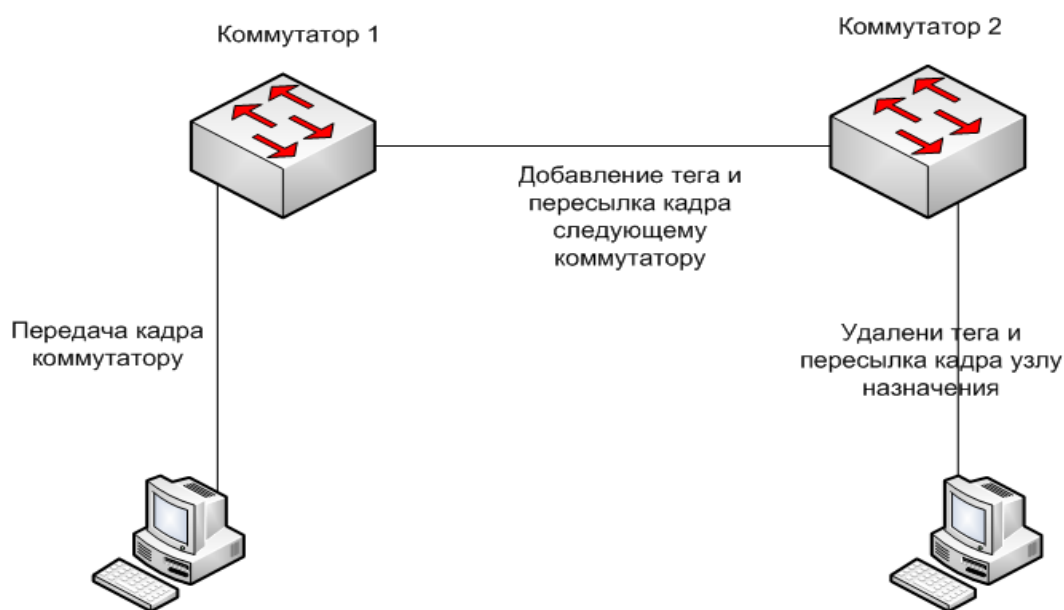 Коммутатор 1
Коммутатор 2
Добавление тега и
пересылка кадра
следующему
коммутатору
Передача кадра
коммутатору
Удалени тега и
пересылка кадра узлу
назначения